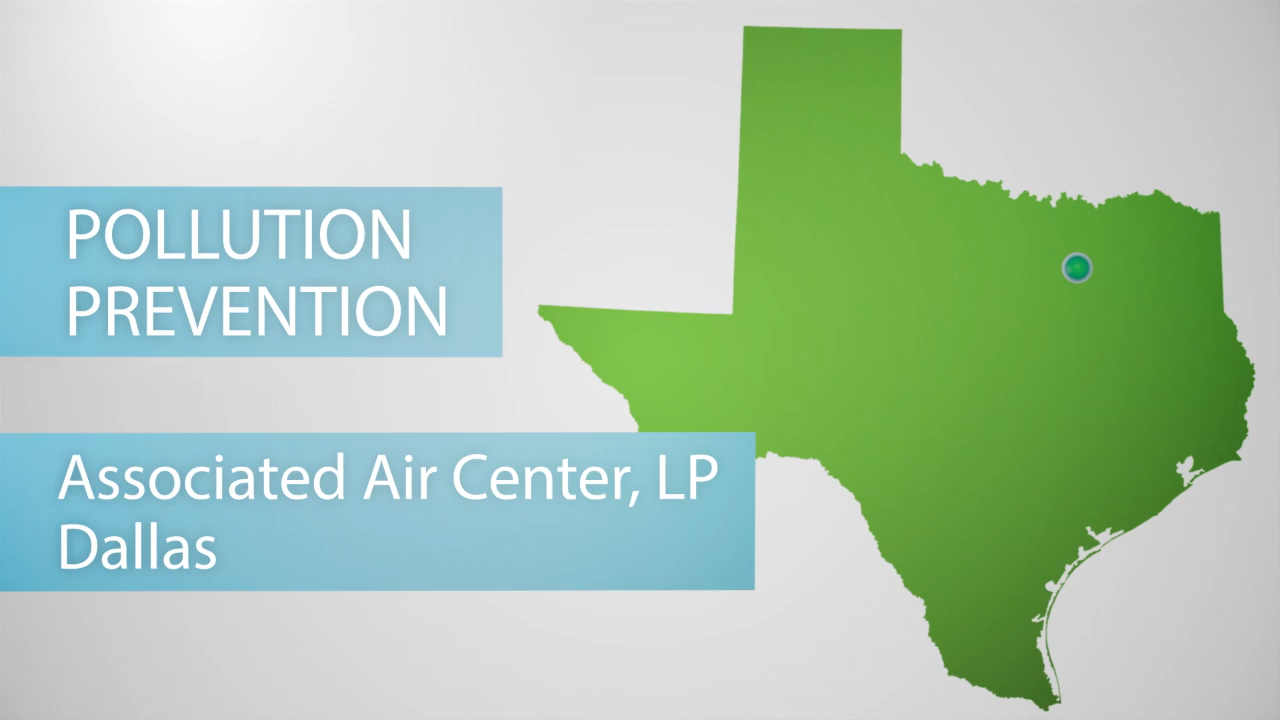 POLLUTION
PREVENTION
Associated Air Center, LP
Dallas